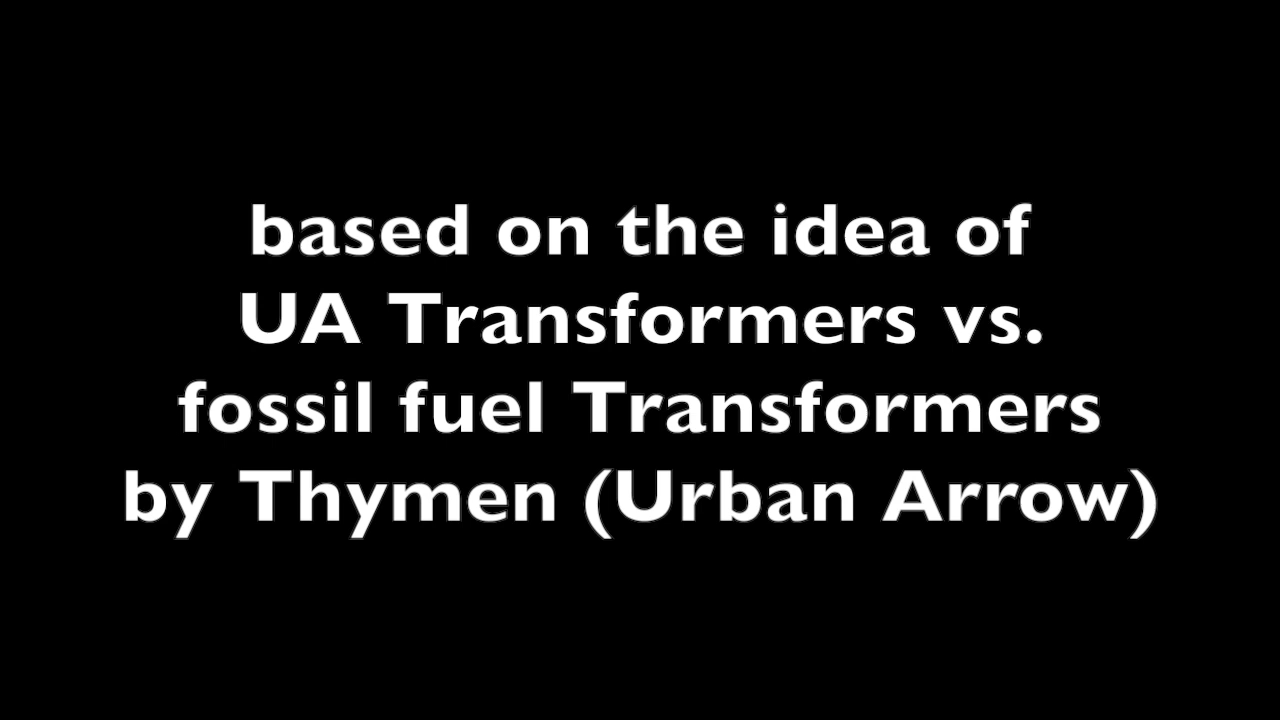 based on the idea of
UA Transformers vs.
fossil fuel Transformers
by Thymen (Urban Arrow)